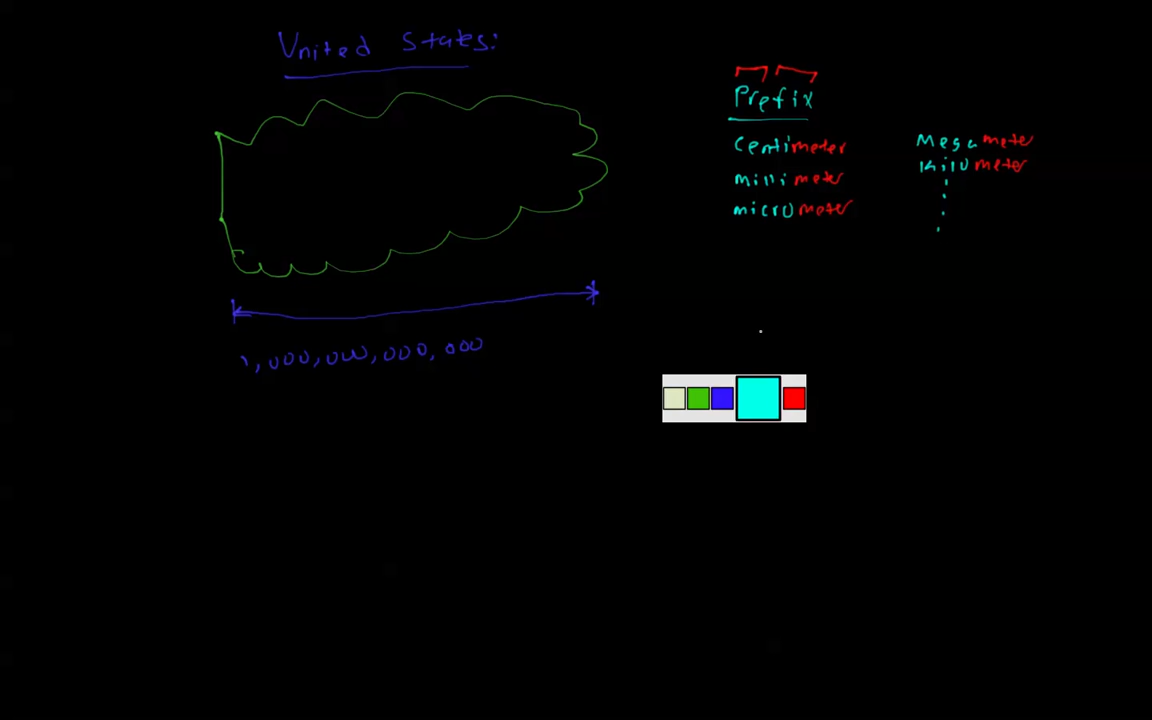 United States:
Prefix
Centimeter
millimeter
micrometer
Megameter
Kilometer
1,000,000,000,000